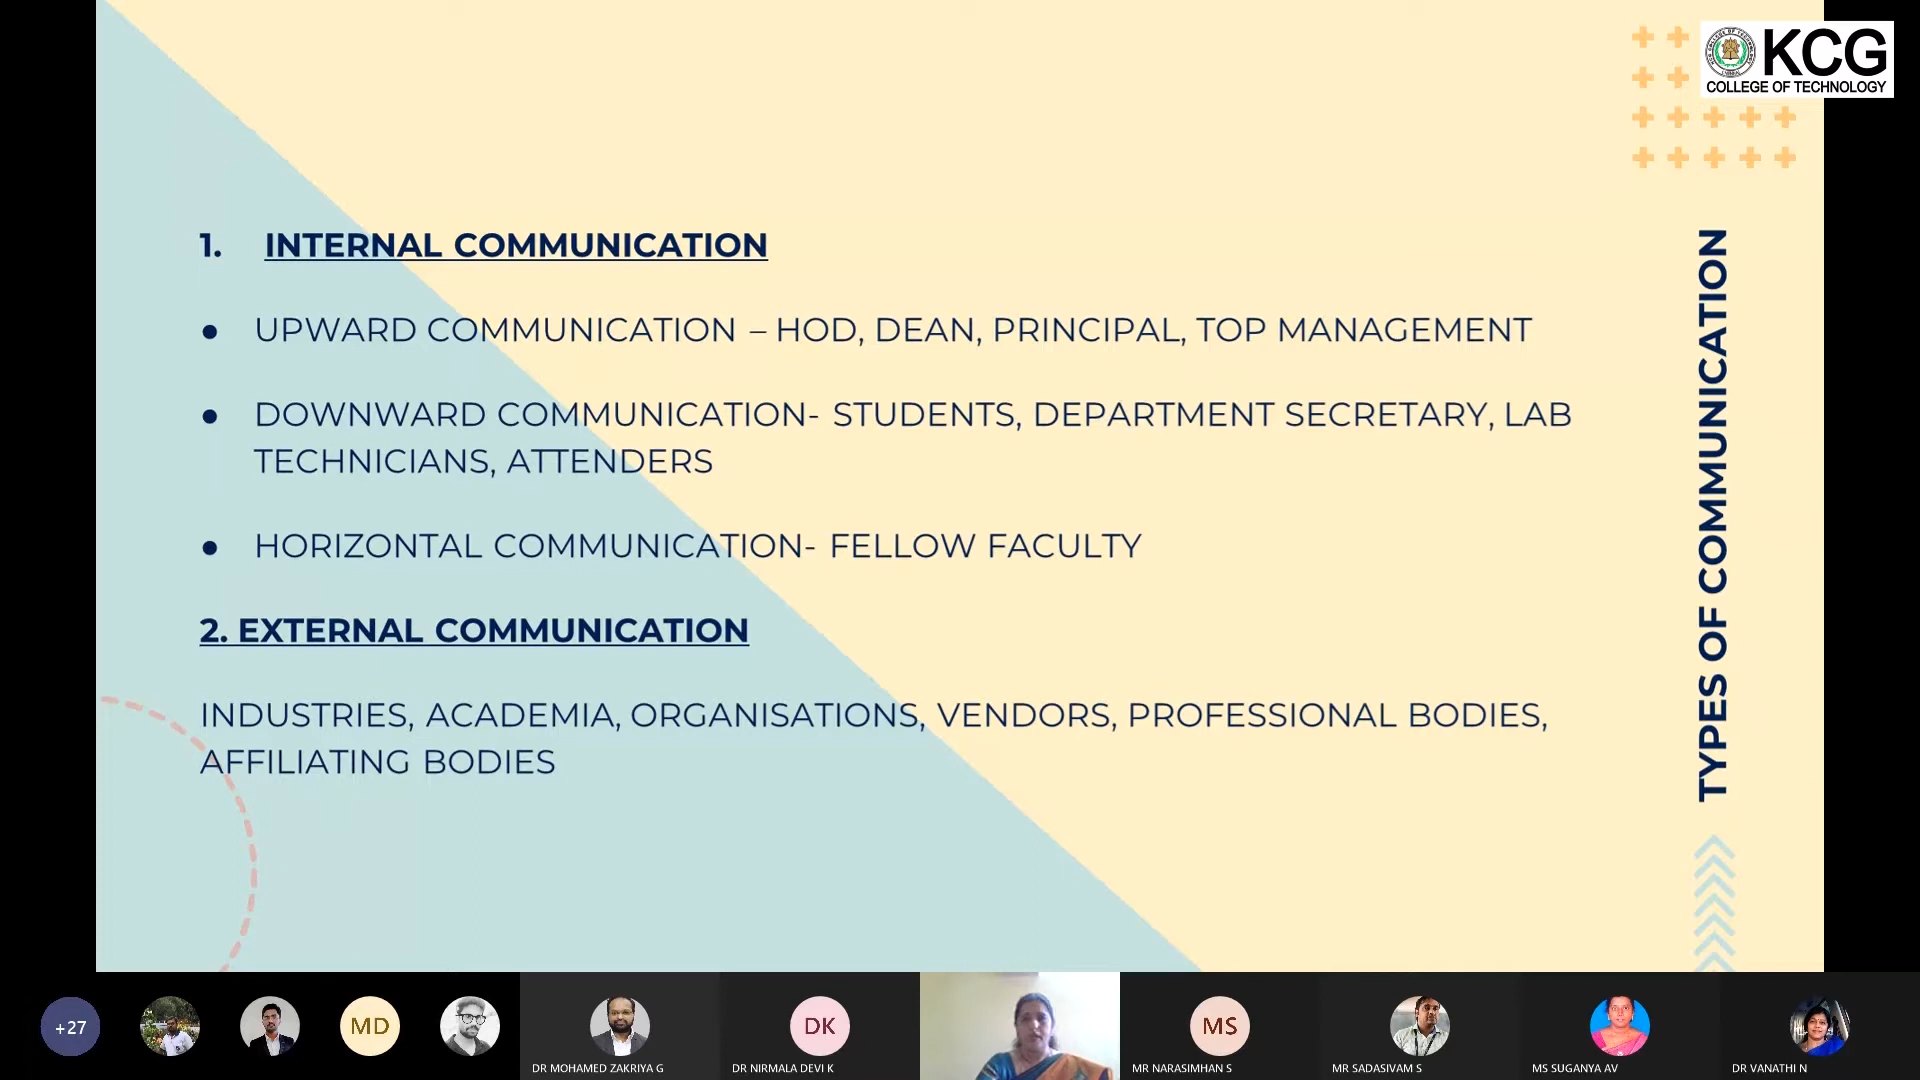 KCG
COLLEGE OF TECHNOLOGY
1. INTERNAL COMMUNICATION
● UPWARD COMMUNICATION – HOD, DEAN, PRINCIPAL, TOP MANAGEMENT
● DOWNWARD COMMUNICATION- STUDENTS, DEPARTMENT SECRETARY, LAB
TECHNICIANS, ATTENDERS
● HORIZONTAL COMMUNICATION- FELLOW FACULTY
2. EXTERNAL COMMUNICATION
INDUSTRIES, ACADEMIA, ORGANISATIONS, VENDORS, PROFESSIONAL BODIES,
AFFILIATING BODIES
TYPES OF COMMUNICATION
+27
MD
DK
MS
DR MOHAMED ZAKRIYA G
DR NIRMALA DEVI K
MR NARASIMHAN S
MR SADASIVAM S
MS SUGANYA AV
DR VANATHI N